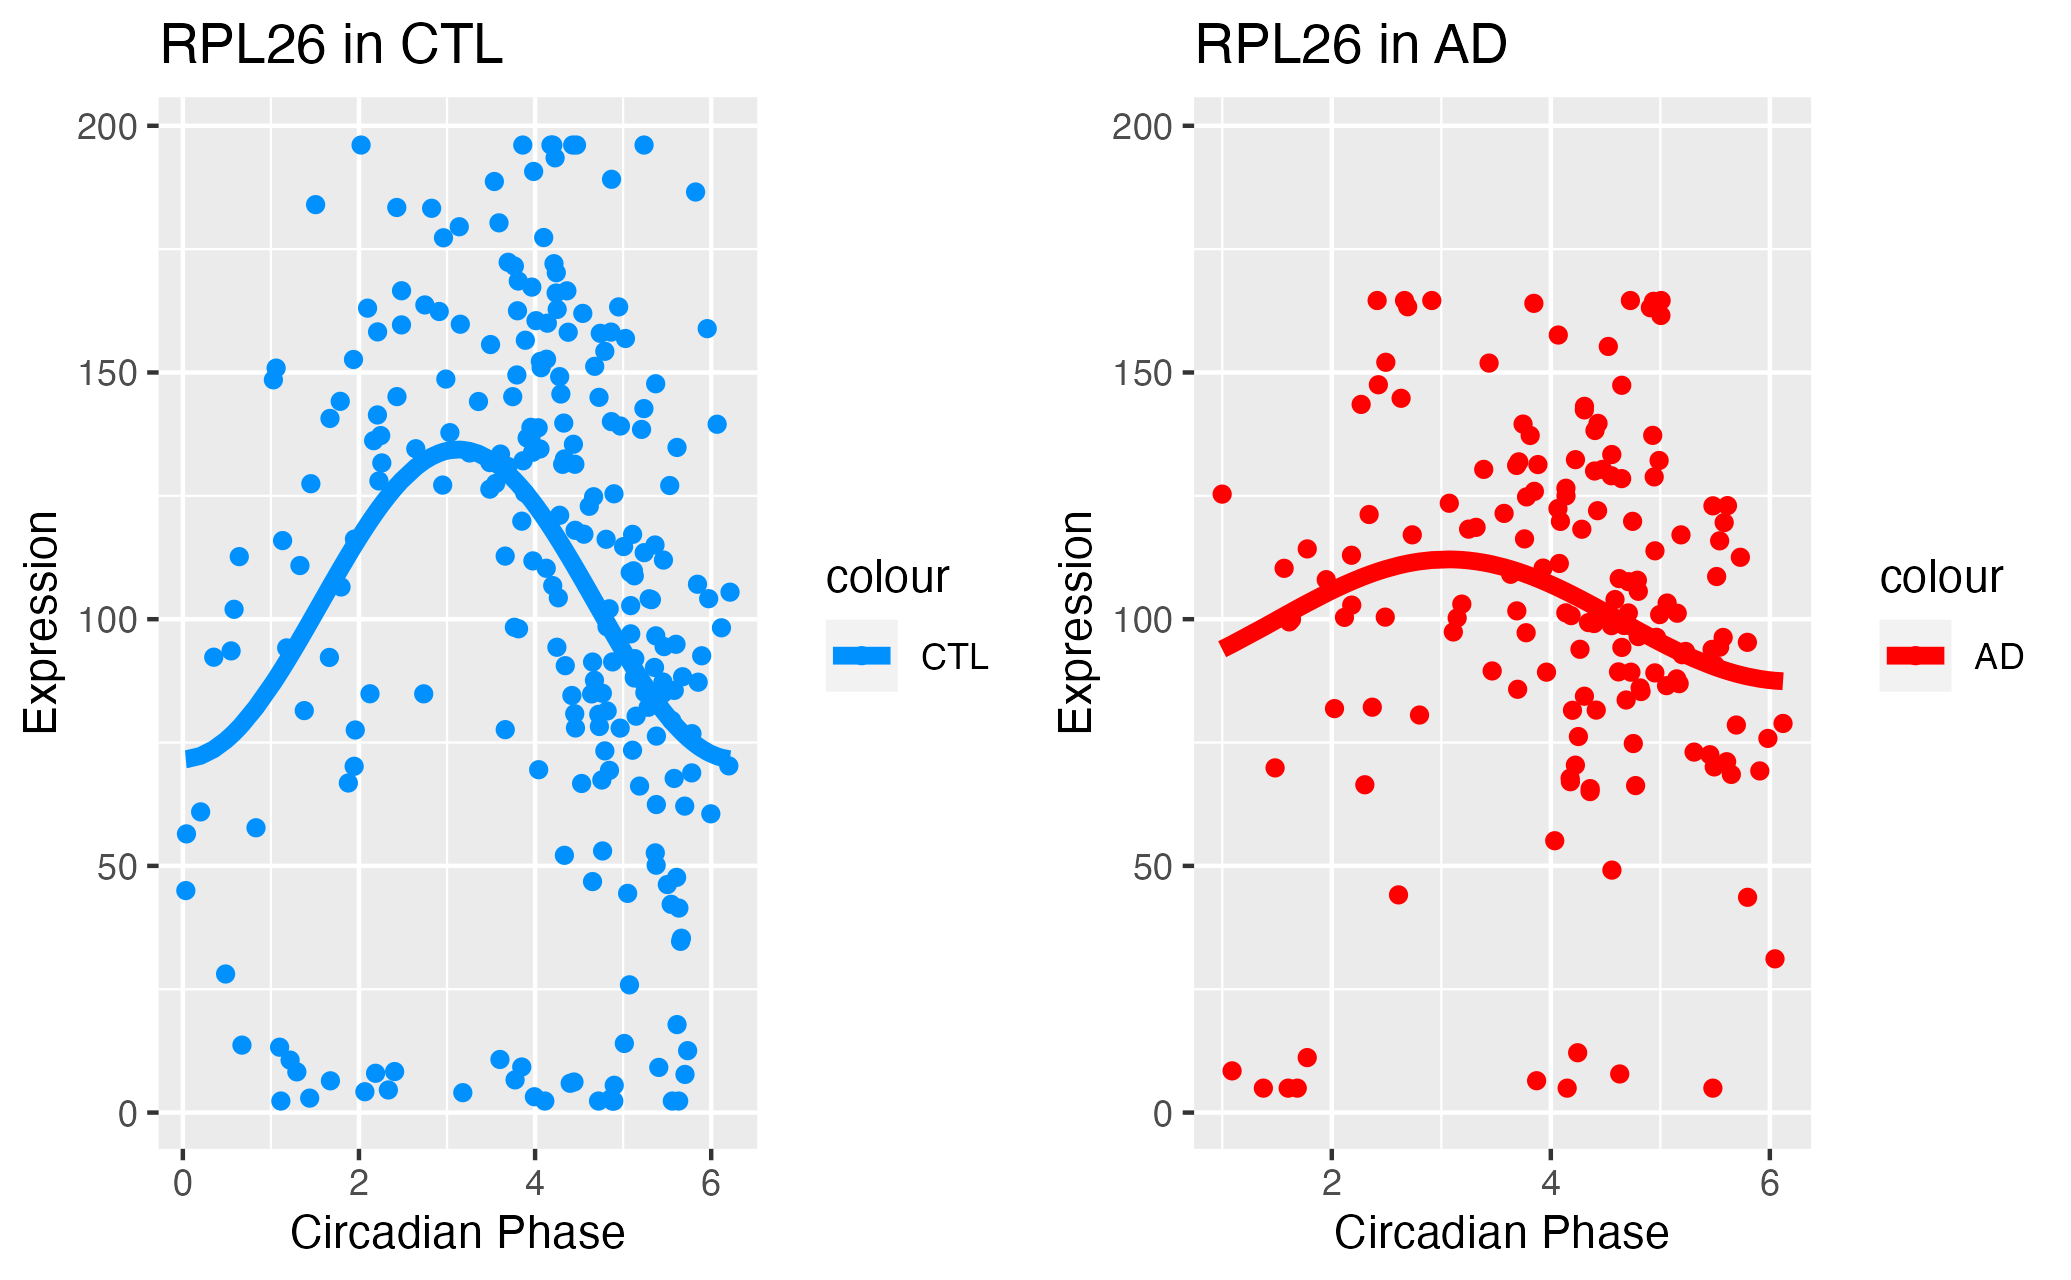 RPL26 in CTL
200
150
100
50
0
Expression
0 2 4 6
Circadian Phase
colour
CTL
RPL26 in AD
200
150
100
50
0
Expression
2 4 6
Circadian Phase
colour
AD